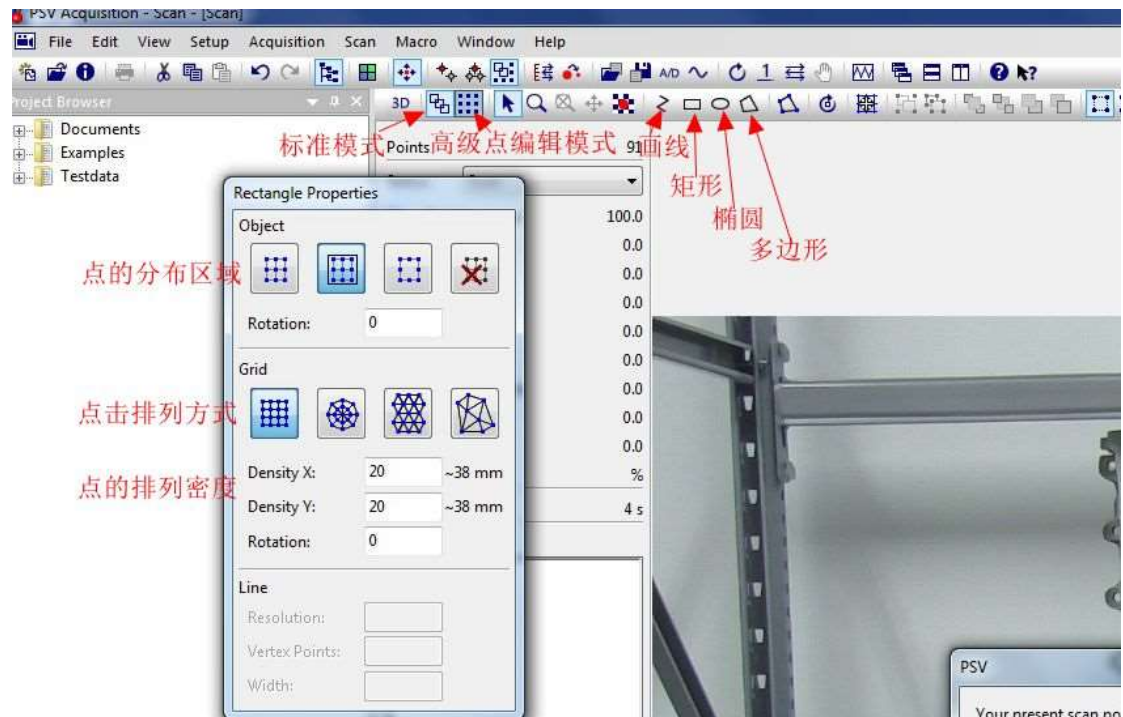 PSV Acquisition - Scan - [Scan]
File Edit View Setup Acquisition Scan Macro Window Help
A/D 1
Project Browser
3D
Documents
Examples
Testdata
标准模式
高级点编辑模式
画线
矩形
椭圆
多边形
Points
91
100.0
0.0
0.0
0.0
0.0
0.0
0.0
0.0
0.0
%
4 s
Rectangle Properties
Object
点的分布区域
Rotation: 0
Grid
点击排列方式
点的排列密度
Density X: 20 ~38 mm
Density Y: 20 ~38 mm
Rotation: 0
Line
Resolution:
Vertex Points:
Width:
PSV
Your present scan po